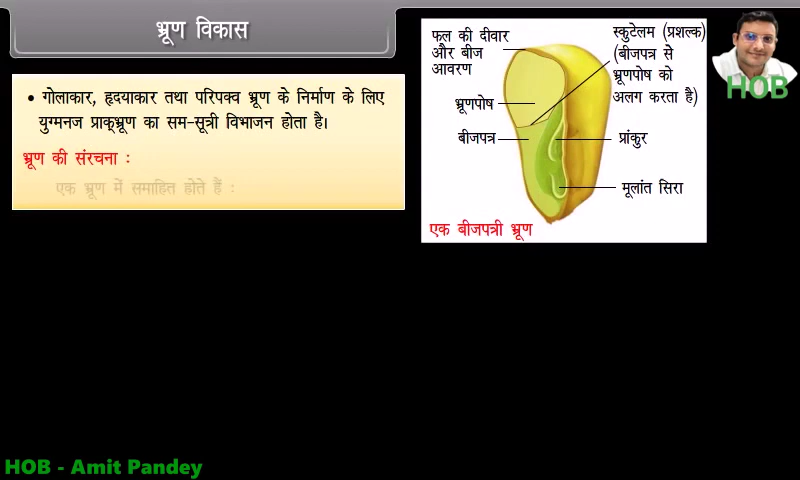 भ्रूण विकास
• गोलाकार, हृदयाकार तथा परिपक्व भ्रूण के निर्माण के लिए
युग्मनज प्राक्भ्रूण का सम-सूत्री विभाजन होता है।
भ्रूण की संरचना :
एक भ्रूण में समाहित होते हैं :
फल की दीवार
और बीज
आवरण
भ्रूणपोष
बीजपत्र
स्कुटेलम (प्रशल्क)
(बीजपत्र से
भ्रूणपोष को
अलग करता है)
प्रांकुर
मूलांत सिरा
एक बीजपत्री भ्रूण
HOB
HOB - Amit Pandey